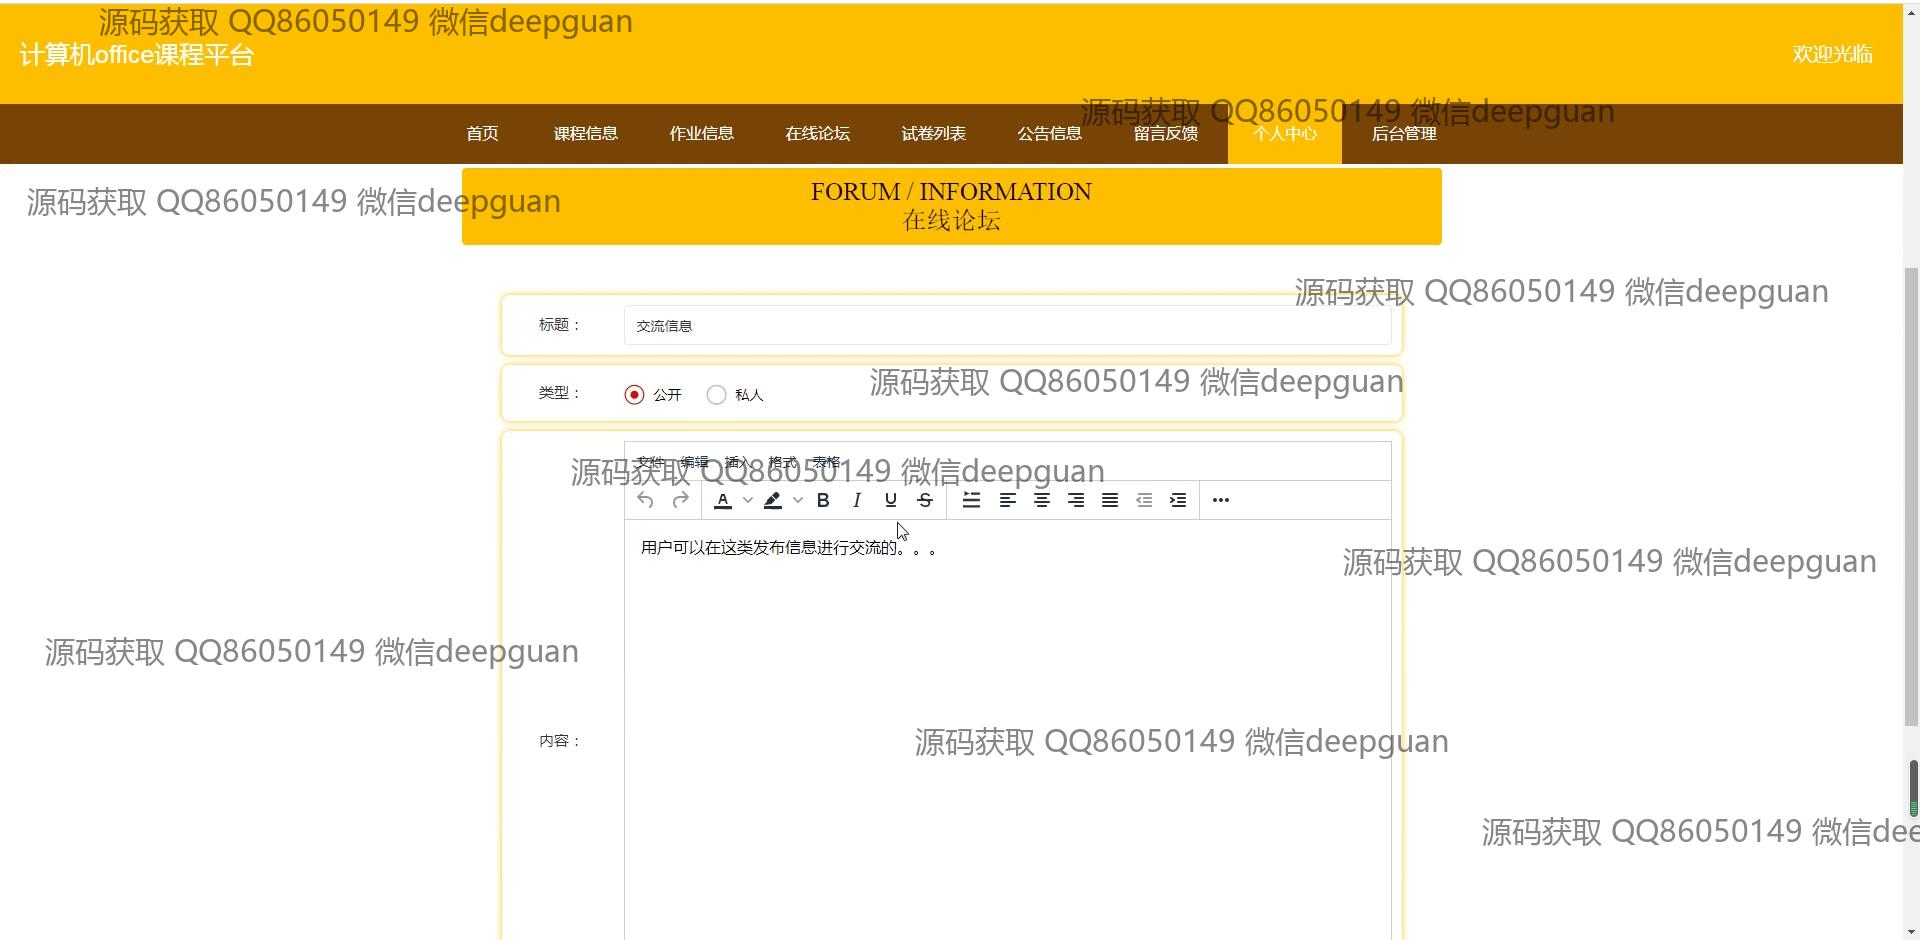 源码获取 QQ86050149 微信deepguan
计算机office课程平台
欢迎光临
源码获取 QQ86050149 微信deepguan
首页 课程信息 作业信息 在线论坛 试卷列表 公告信息 留言反馈 个人中心 后台管理
源码获取 QQ86050149 微信deepguan
FORUM / INFORMATION
在线论坛
源码获取 QQ86050149 微信deepguan
标题： 交流信息
源码获取 QQ86050149 微信deepguan
类型： 公开 私人
文件 编辑 插入 格式 表格
源码获取 QQ86050149 微信deepguan
用户可以在这类发布信息进行交流的。。。
源码获取 QQ86050149 微信deepguan
源码获取 QQ86050149 微信deepguan
内容：
源码获取 QQ86050149 微信deepguan
源码获取 QQ86050149 微信dee